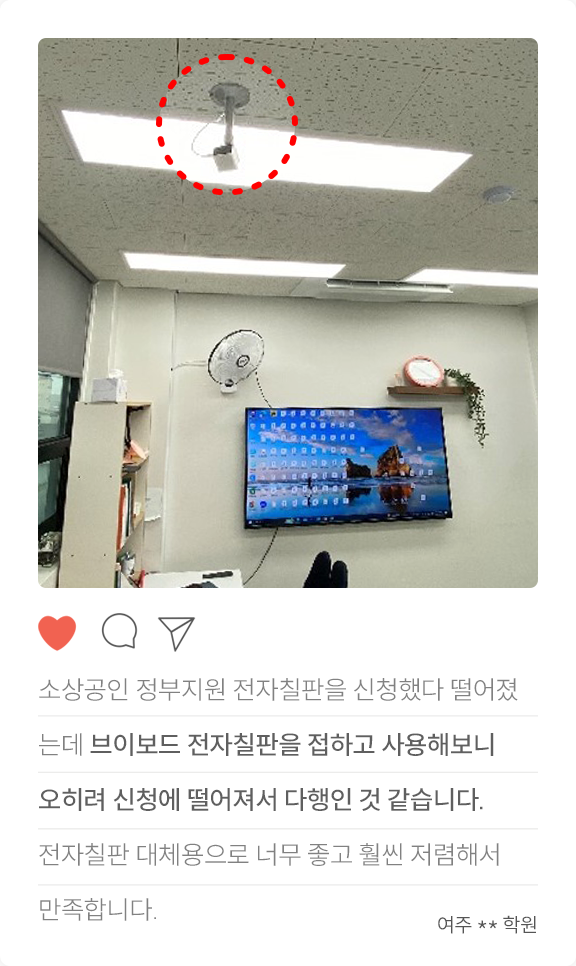 소상공인 정부지원 전자칠판을 신청했다 떨어졌
는데 브이보드 전자칠판을 접하고 사용해보니
오히려 신청에 떨어져서 다행인 것 같습니다.
전자칠판 대체용으로 너무 좋고 훨씬 저렴해서
만족합니다.
여주 ** 학원